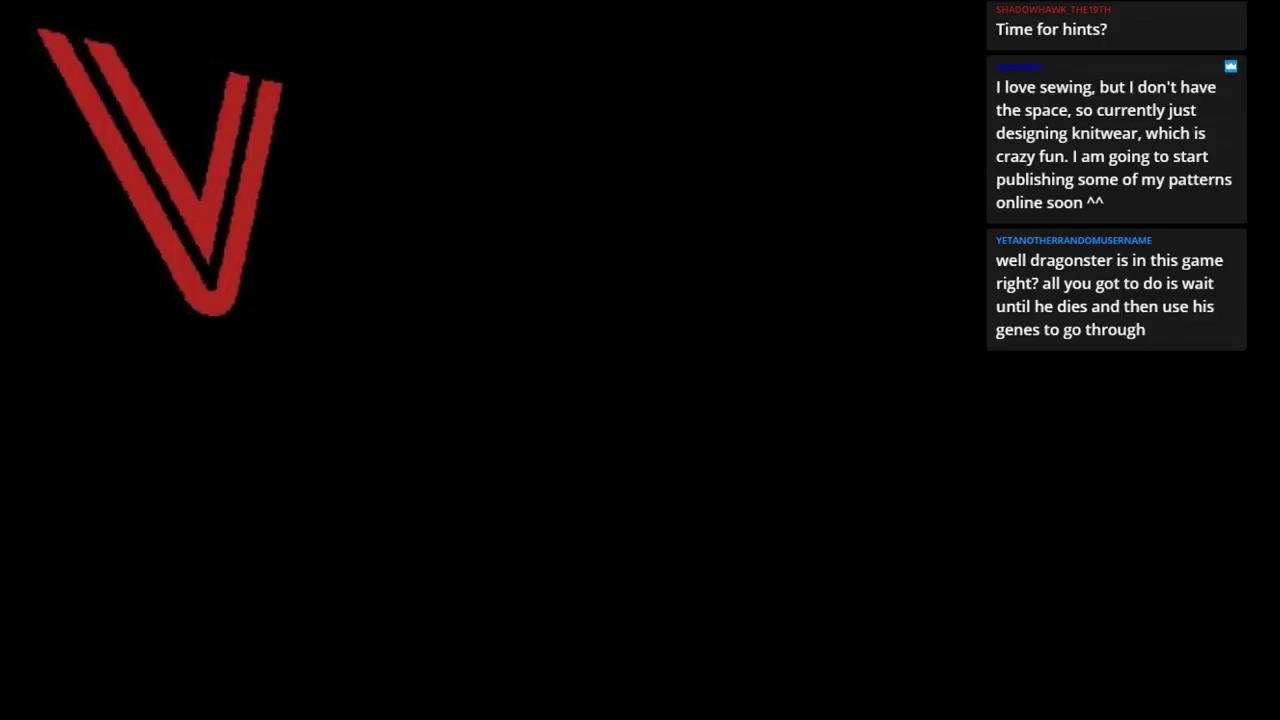 V
SHADOWHAWK_THE19TH
Time for hints?
I love sewing, but I don't have
the space, so currently just
designing knitwear, which is
crazy fun. I am going to start
publishing some of my patterns
online soon ^^
YETANOTHERRANDOMUSERNAME
well dragonster is in this game
right? all you got to do is wait
until he dies and then use his
genes to go through